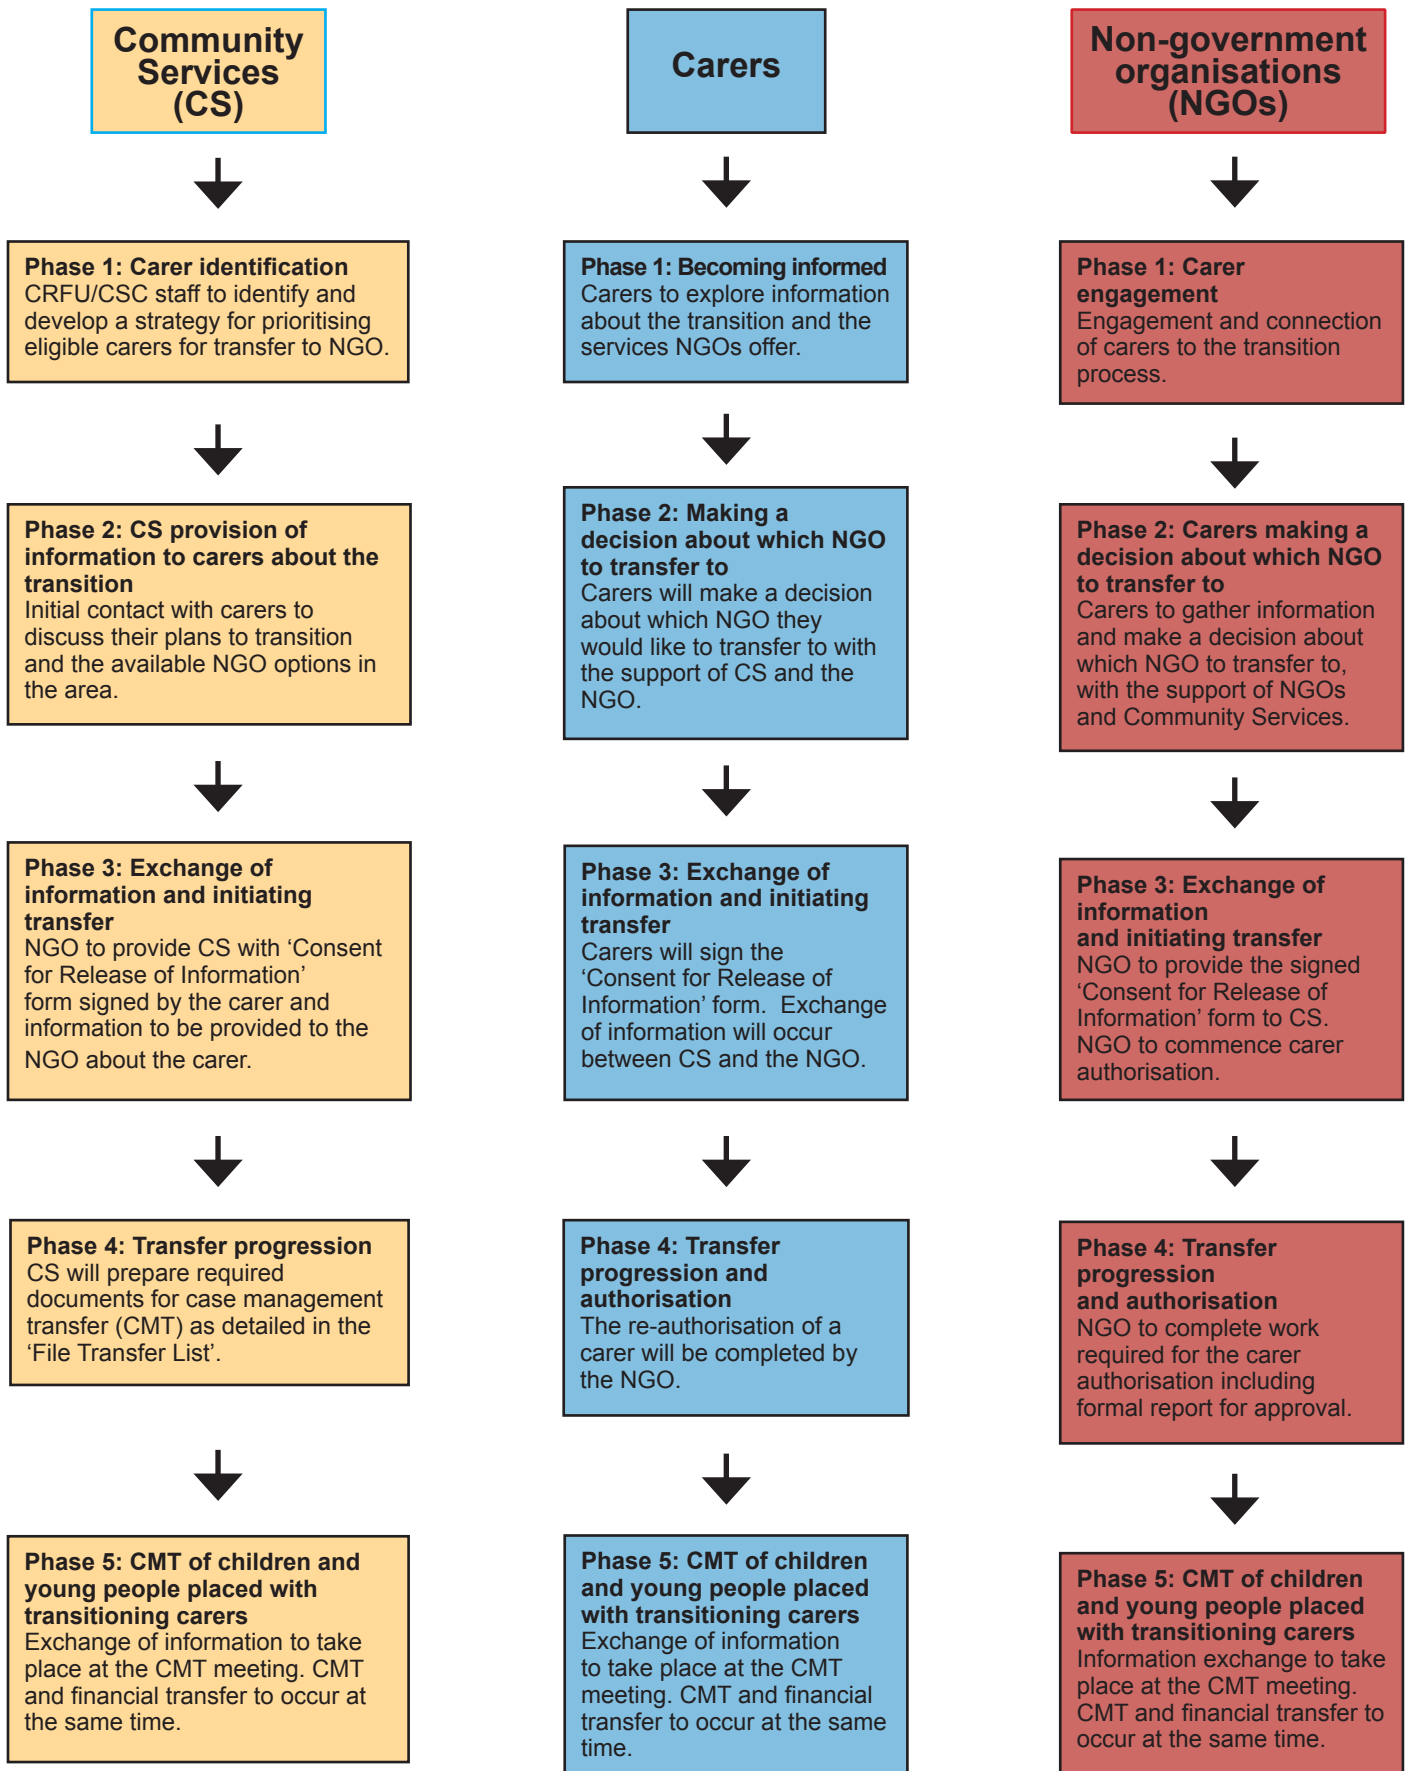 Community
Services
(CS)
Phase 1: Carer identification
CRFU/CSC staff to identify and
develop a strategy for prioritising
eligible carers for transfer to NGO.
Phase 2: CS provision of
information to carers about the
transition
Initial contact with carers to
discuss their plans to transition
and the available NGO options in
the area.
Phase 3: Exchange of
information and initiating
transfer
NGO to provide CS with ‘Consent
for Release of Information’
form signed by the carer and
information to be provided to the
NGO about the carer.
Phase 4: Transfer progression
CS will prepare required
documents for case management
transfer (CMT) as detailed in the
‘File Transfer List’.
Phase 5: CMT of children and
young people placed with
transitioning carers
Exchange of information to take
place at the CMT meeting. CMT
and financial transfer to occur at
the same time.
Carers
Phase 1: Becoming informed
Carers to explore information
about the transition and the
services NGOs offer.
Phase 2: Making a
decision about which NGO
to transfer to
Carers will make a decision
about which NGO they
would like to transfer to with
the support of CS and the
NGO.
Phase 3: Exchange of
information and initiating
transfer
Carers will sign the
‘Consent for Release of
Information’ form.  Exchange
of information will occur
between CS and the NGO.
Phase 4: Transfer
progression and
authorisation
The re-authorisation of a
carer will be completed by
the NGO.
Phase 5: CMT of children
and young people placed
with transitioning carers
Exchange of information
to take place at the CMT
meeting. CMT and financial
transfer to occur at the same
time.
Non-government
organisations
(NGOs)
Phase 1: Carer
engagement
Engagement and connection
of carers to the transition
process.
Phase 2: Carers making a
decision about which NGO
to transfer to
Carers to gather information
and make a decision about
which NGO to transfer to,
with the support of NGOs
and Community Services.
Phase 3: Exchange of
information
and initiating transfer
NGO to provide the signed
‘Consent for Release of
Information’ form to CS.
NGO to commence carer
authorisation.
Phase 4: Transfer
progression
and authorisation
NGO to complete work
required for the carer
authorisation including
formal report for approval.
Phase 5: CMT of children
and young people placed
with transitioning carers
Information exchange to take
place at the CMT meeting.
CMT and financial transfer to
occur at the same time.